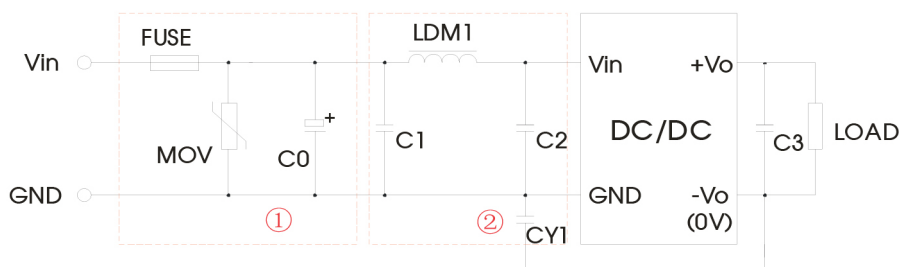 FUSE
LDM1
Vin
Vin
+Vo
+
DC/DC
MOV
C0
C1
C2
C3
LOAD
GND
GND
-Vo
(0V)
①
②
CY1